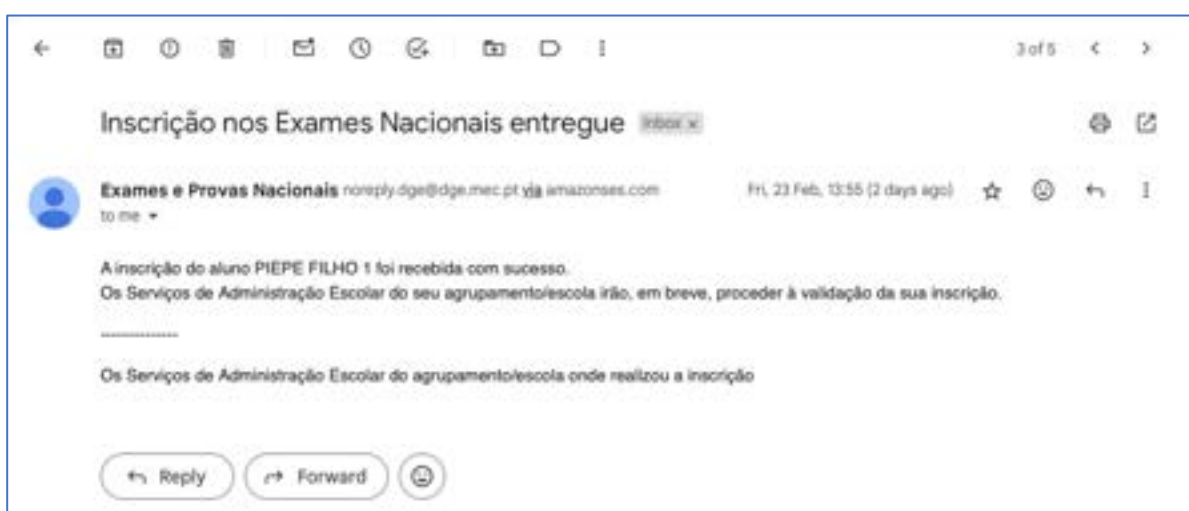 3 of 5
Inscrição nos Exames Nacionais entregue Inbox x
Exames e Provas Nacionais noreply.dge@dge.mec.pt via amazonses.com Fri, 23 Feb, 13:55 (2 days ago)
to me
A inscrição do aluno PIEPE FILHO 1 foi recebida com sucesso.
Os Serviços de Administração Escolar do seu agrupamento/escola irão, em breve, proceder à validação da sua inscrição.
---------------
Os Serviços de Administração Escolar do agrupamento/escola onde realizou a inscrição
Reply Forward